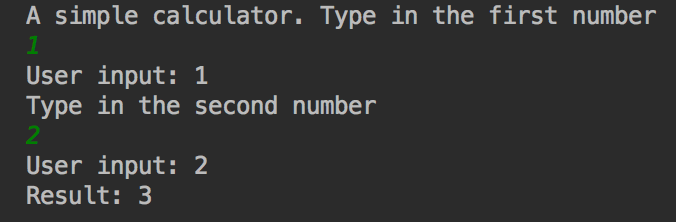 A simple calculator. Type in the first number
1
User input: 1
Type in the second number
2
User input: 2
Result: 3